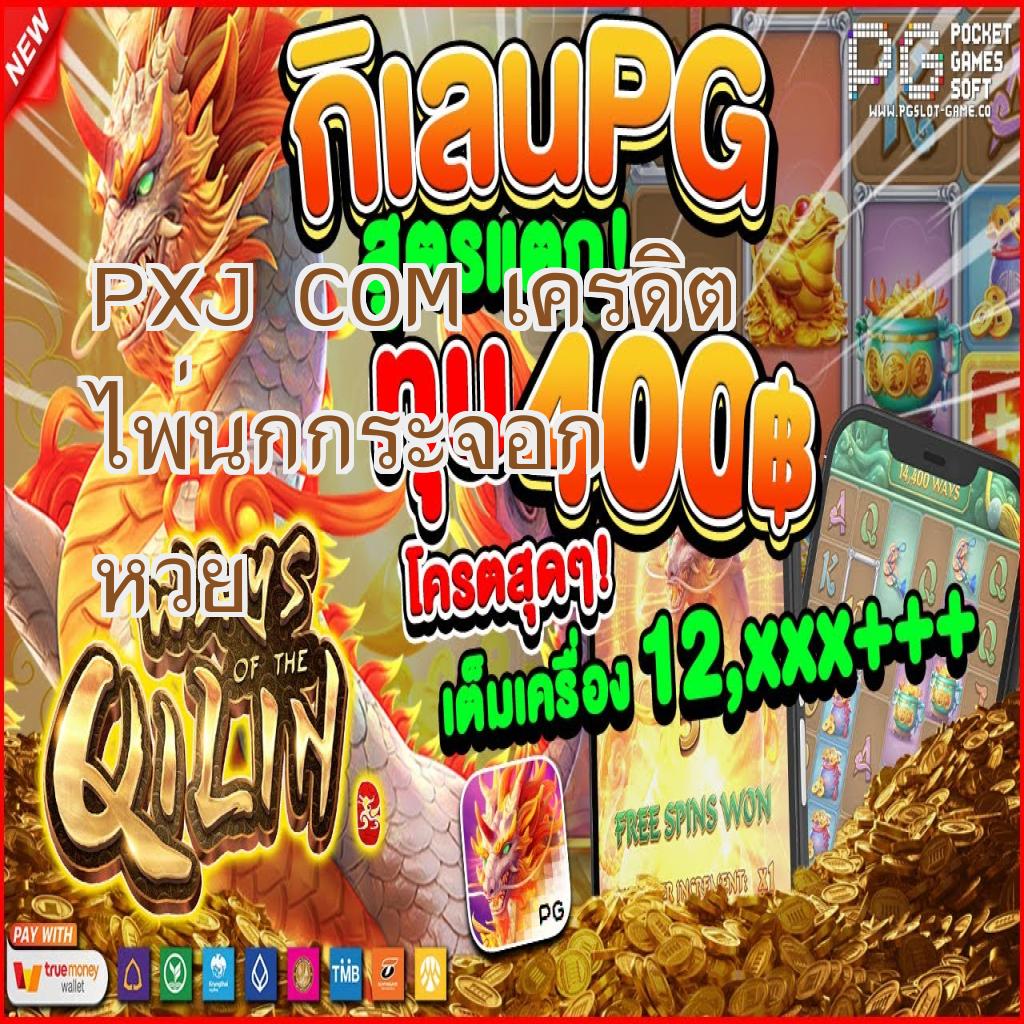 NEW
PG POCKET GAMES SOFT
WWW.PGSLOT-GAME.CO
กิเลนPG
สูตรแตก!
PXJ COM เครดิต
ทุน400฿
ไพ่นกกระจอก
หวย
โครตสุดๆ!
เต็มเครื่อง 12,xxx+++
WAYS
OF THE
QILIN
14,400 WAYS
FREE SPINS WON
INCREMENT: X1
PG
PAY WITH
truemoney
wallet
TMB